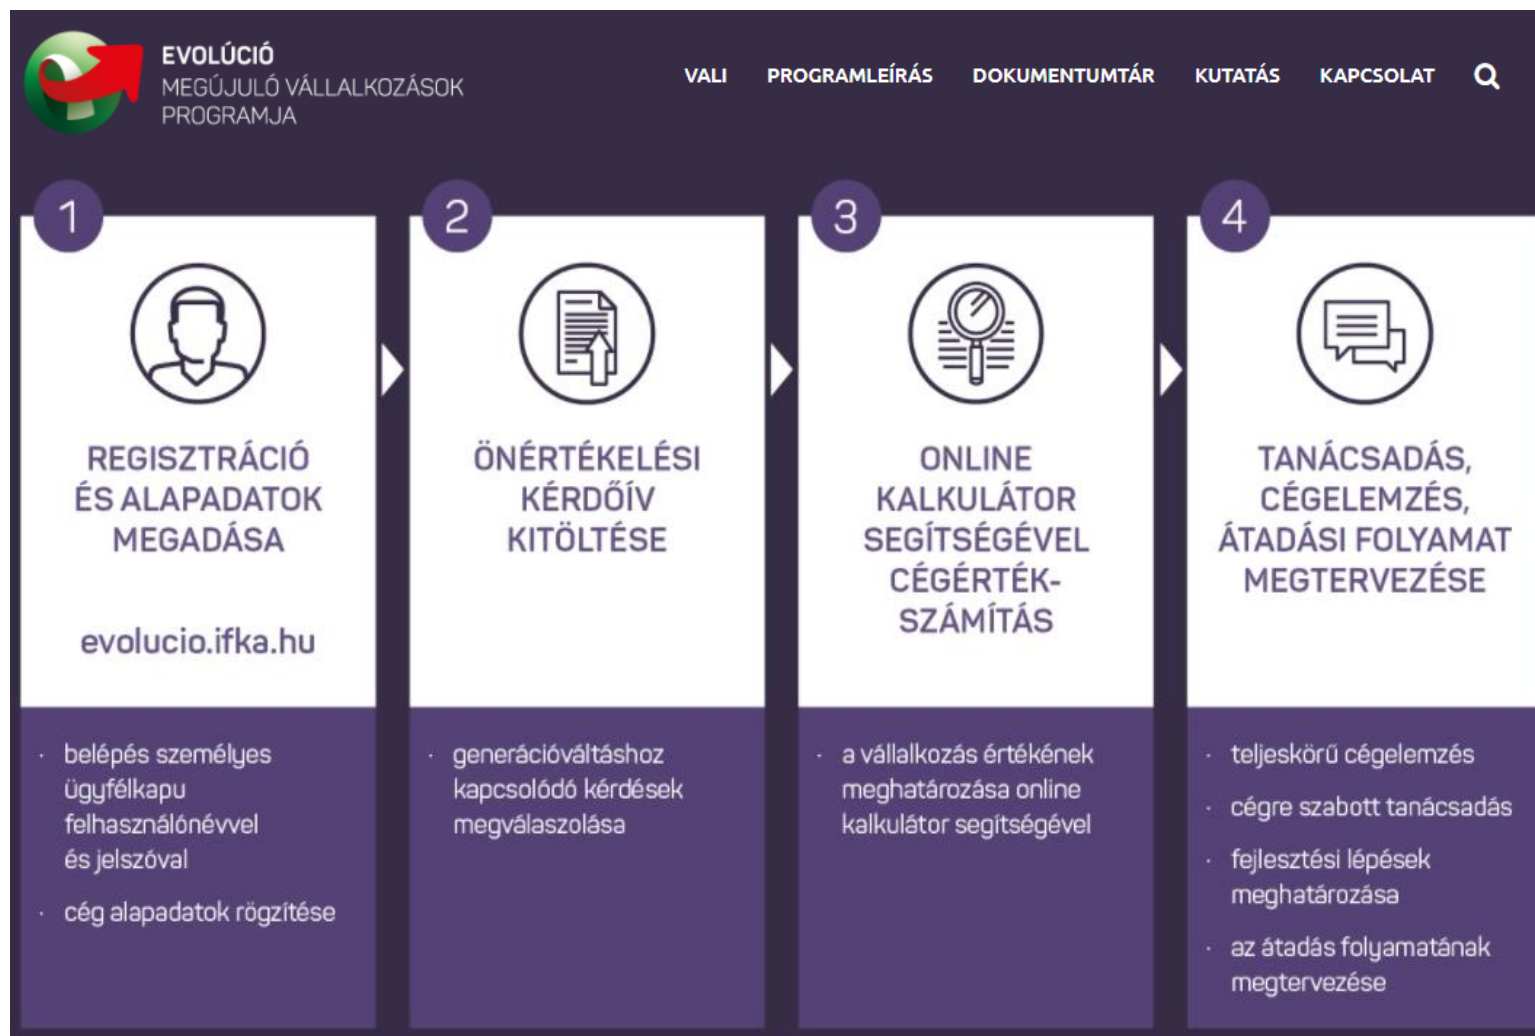 EVOLÚCIÓ
MEGÚJULÓ VÁLLALKOZÁSOK
PROGRAMJA
VALI PROGRAMLEÍRÁS DOKUMENTUMTÁR KUTATÁS KAPCSOLAT
1
REGISZTRÁCIÓ
ÉS ALAPADATOK
MEGADÁSA
evolucio.ifka.hu
· belépés személyes
ügyfélkapu
felhasználónévvel
és jelszóval
· cég alapadatok rögzítése
2
ÖNÉRTÉKELÉSI
KÉRDŐÍV
KITÖLTÉSE
· generációváltáshoz
kapcsolódó kérdések
megválaszolása
3
ONLINE
KALKULÁTOR
SEGÍTSÉGÉVEL
CÉGÉRTÉK-
SZÁMÍTÁS
· a vállalkozás értékének
meghatározása online
kalkulátor segítségével
4
TANÁCSADÁS,
CÉGELEMZÉS,
ÁTADÁSI FOLYAMAT
MEGTERVEZÉSE
· teljeskörű cégelemzés
· cégre szabott tanácsadás
· fejlesztési lépések
meghatározása
· az átadás folyamatának
megtervezése